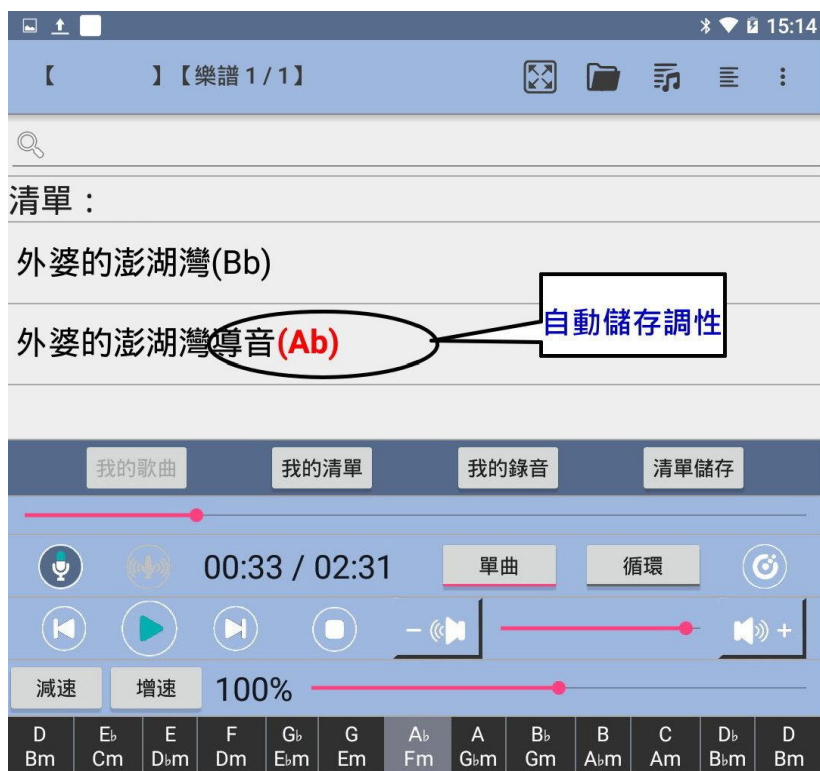 15:14
【 】【樂譜 1 / 1】
清單：
外婆的澎湖灣(Bb)
外婆的澎湖灣導音(Ab)
自動儲存調性
我的歌曲 我的清單 我的錄音 清單儲存
00:33 / 02:31 單曲 循環
− +
減速 增速 100%
D E♭ E F G♭ G A♭ A B♭ B C D♭ D
Bm Cm D♭m Dm E♭m Em Fm G♭m Gm A♭m Am B♭m Bm